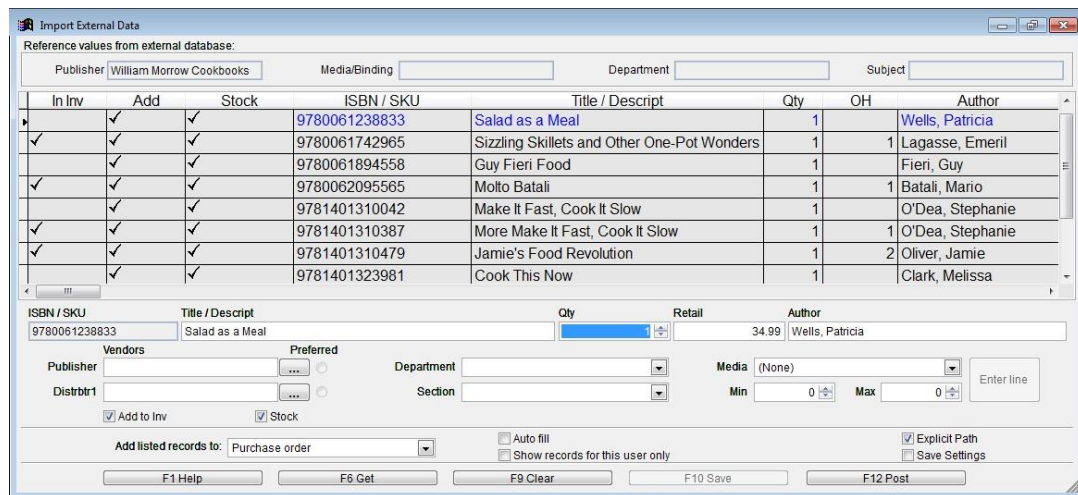 Import External Data
Reference values from external database:
Publisher William Morrow Cookbooks Media/Binding Department Subject
In Inv Add Stock ISBN / SKU Title / Descript Qty OH Author
9780061238833 Salad as a Meal 1 Wells, Patricia
9780061742965 Sizzling Skillets and Other One-Pot Wonders 1 1 Lagasse, Emeril
9780061894558 Guy Fieri Food 1 Fieri, Guy
9780062095565 Molto Batali 1 1 Batali, Mario
9781401310042 Make It Fast, Cook It Slow 1 O'Dea, Stephanie
9781401310387 More Make It Fast, Cook It Slow 1 1 O'Dea, Stephanie
9781401310479 Jamie's Food Revolution 1 2 Oliver, Jamie
9781401323981 Cook This Now 1 Clark, Melissa
ISBN / SKU Title / Descript Qty Retail Author
9780061238833 Salad as a Meal 1 34.99 Wells, Patricia
Vendors Preferred
Publisher ... Department Media (None)
Distrbtr1 ... Section Min 0 Max 0 Enter line
Add to Inv Stock
Add listed records to: Purchase order Auto fill Explicit Path
Show records for this user only Save Settings
F1 Help F6 Get F9 Clear F10 Save F12 Post